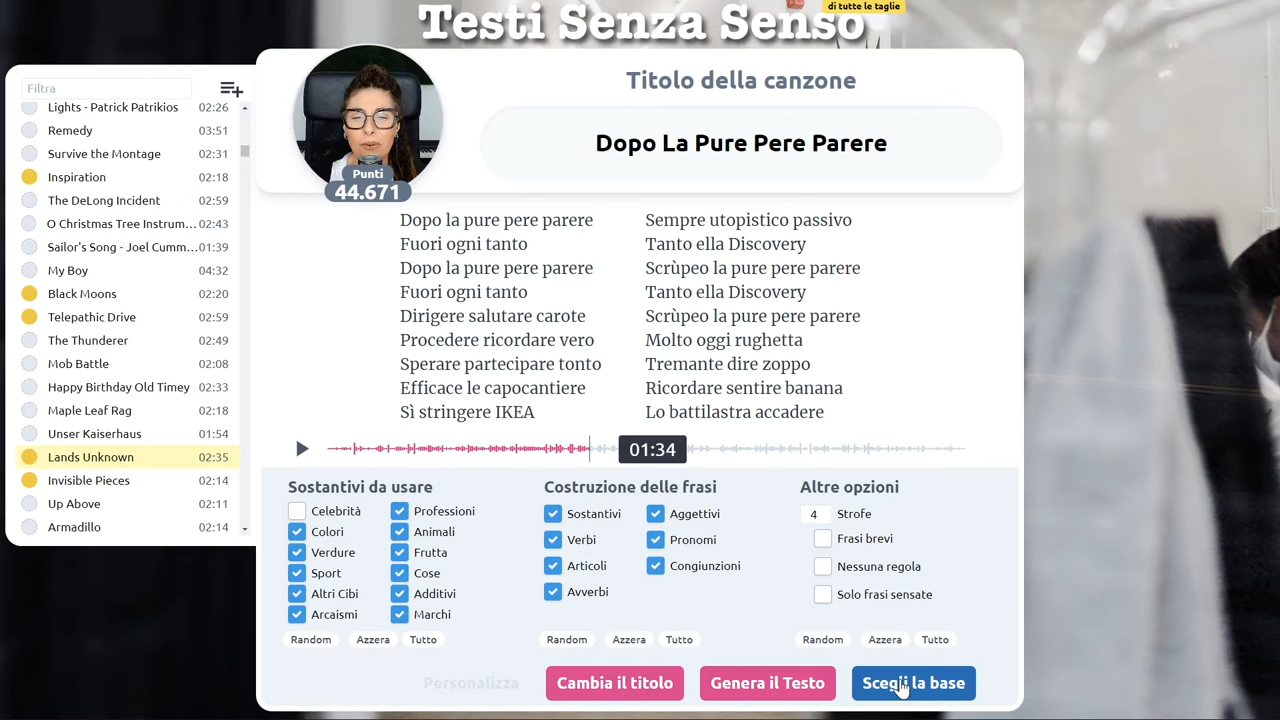 di tutte le taglie
Testi Senza Senso
Filtra
Lights - Patrick Patrikios 02:26
Remedy 03:51
Survive the Montage 02:31
Inspiration 02:18
The DeLong Incident 02:59
O Christmas Tree Instrum... 02:43
Sailor's Song - Joel Cumm... 01:39
My Boy 04:32
Black Moons 02:20
Telepathic Drive 02:59
The Thunderer 02:49
Mob Battle 02:08
Happy Birthday Old Timey 02:33
Maple Leaf Rag 02:18
Unser Kaiserhaus 01:54
Lands Unknown 02:35
Invisible Pieces 02:14
Up Above 02:11
Armadillo 02:14
Punti
44.671
Titolo della canzone
Dopo La Pure Pere Parere
Dopo la pure pere parere
Fuori ogni tanto
Dopo la pure pere parere
Fuori ogni tanto
Dirigere salutare carote
Procedere ricordare vero
Sperare partecipare tonto
Efficace le capocantiere
Sì stringere IKEA
Sempre utopistico passivo
Tanto ella Discovery
Scrùpeo la pure pere parere
Tanto ella Discovery
Scrùpeo la pure pere parere
Molto oggi rughetta
Tremante dire zoppo
Ricordare sentire banana
Lo battilastra accadere
01:34
Sostantivi da usare
Celebrità Professioni
Colori Animali
Verdure Frutta
Sport Cose
Altri Cibi Additivi
Arcaismi Marchi
Random Azzera Tutto
Costruzione delle frasi
Sostantivi Aggettivi
Verbi Pronomi
Articoli Congiunzioni
Avverbi
Random Azzera Tutto
Altre opzioni
4 Strofe
Frasi brevi
Nessuna regola
Solo frasi sensate
Random Azzera Tutto
Personalizza Cambia il titolo Genera il Testo Scegli la base